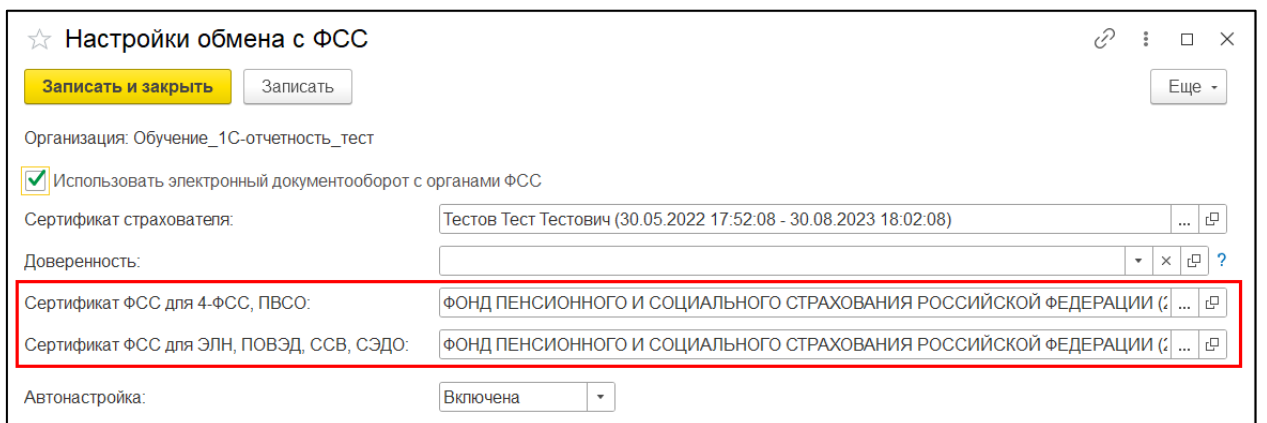 Настройки обмена с ФСС
Записать и закрыть Записать Еще
Организация: Обучение_1С-отчетность_тест
Использовать электронный документооборот с органами ФСС
Сертификат страхователя: Тестов Тест Тестович (30.05.2022 17:52:08 - 30.08.2023 18:02:08) ...
Доверенность: ?
Сертификат ФСС для 4-ФСС, ПВСО: ФОНД ПЕНСИОННОГО И СОЦИАЛЬНОГО СТРАХОВАНИЯ РОССИЙСКОЙ ФЕДЕРАЦИИ (2 ...
Сертификат ФСС для ЭЛН, ПОВЭД, ССВ, СЭДО: ФОНД ПЕНСИОННОГО И СОЦИАЛЬНОГО СТРАХОВАНИЯ РОССИЙСКОЙ ФЕДЕРАЦИИ (2 ...
Автонастройка: Включена